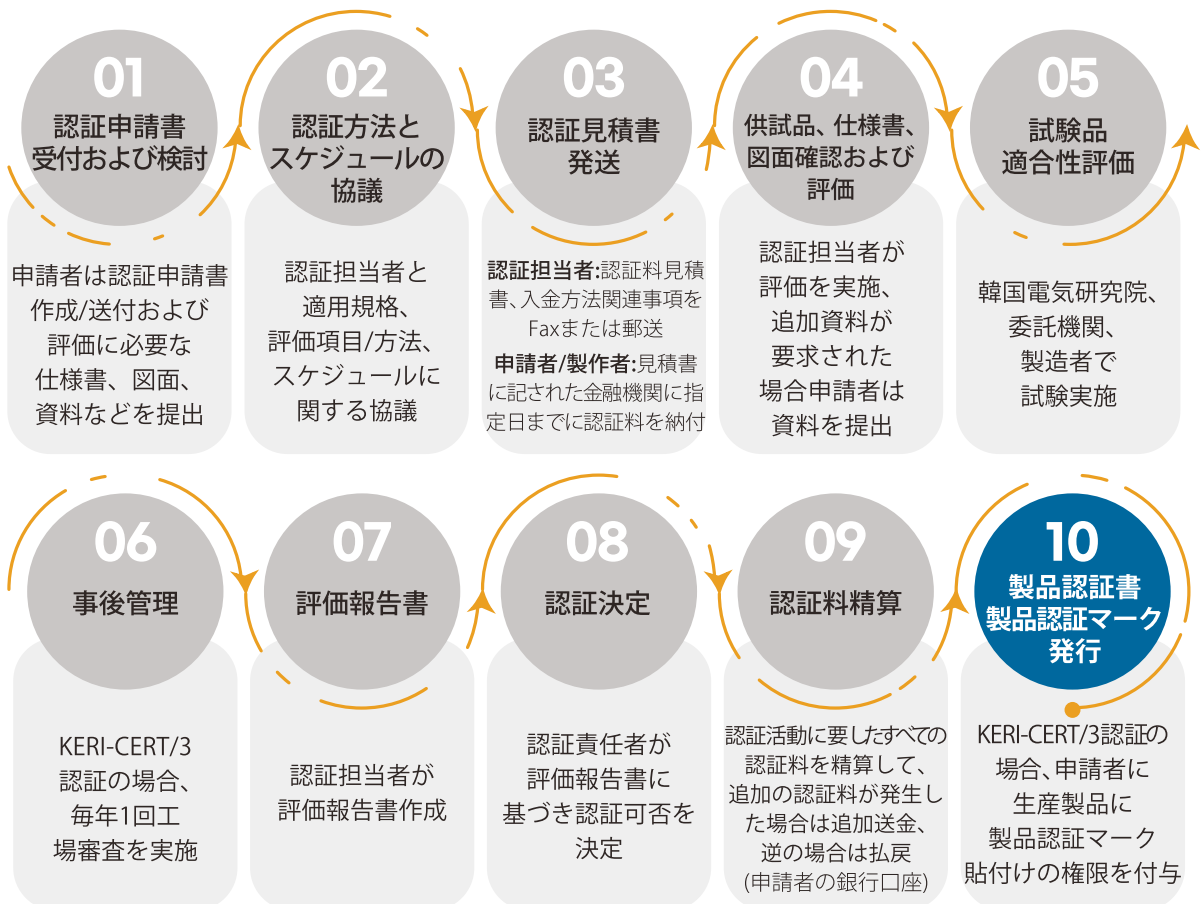 01
認証申請書
受付および検討
申請者は認証申請書
作成/送付および
評価に必要な
仕様書、図面、
資料などを提出
02
認証方法と
スケジュールの
協議
認証担当者と
適用規格、
評価項目/方法、
スケジュールに
関する協議
03
認証見積書
発送
認証担当者:認証料見積
書、入金方法関連事項を
Faxまたは郵送
申請者/製作者:見積書
に記された金融機関に指
定日までに認証料を納付
04
供試品、仕様書、
図面確認および
評価
認証担当者が
評価を実施、
追加資料が
要求された
場合申請者は
資料を提出
05
試験品
適合性評価
韓国電気研究院、
委託機関、
製造者で
試験実施
06
事後管理
KERI-CERT/3
認証の場合、
毎年1回工
場審査を実施
07
評価報告書
認証担当者が
評価報告書作成
08
認証決定
認証責任者が
評価報告書に
基づき認証可否を
決定
09
認証料精算
認証活動に要したすべての
認証料を精算して、
追加の認証料が発生し
た場合は追加送金、
逆の場合は払戻
(申請者の銀行口座)
10
製品認証書
製品認証マーク
発行
KERI-CERT/3認証の
場合、申請者に
生産製品に
製品認証マーク
貼付けの権限を付与